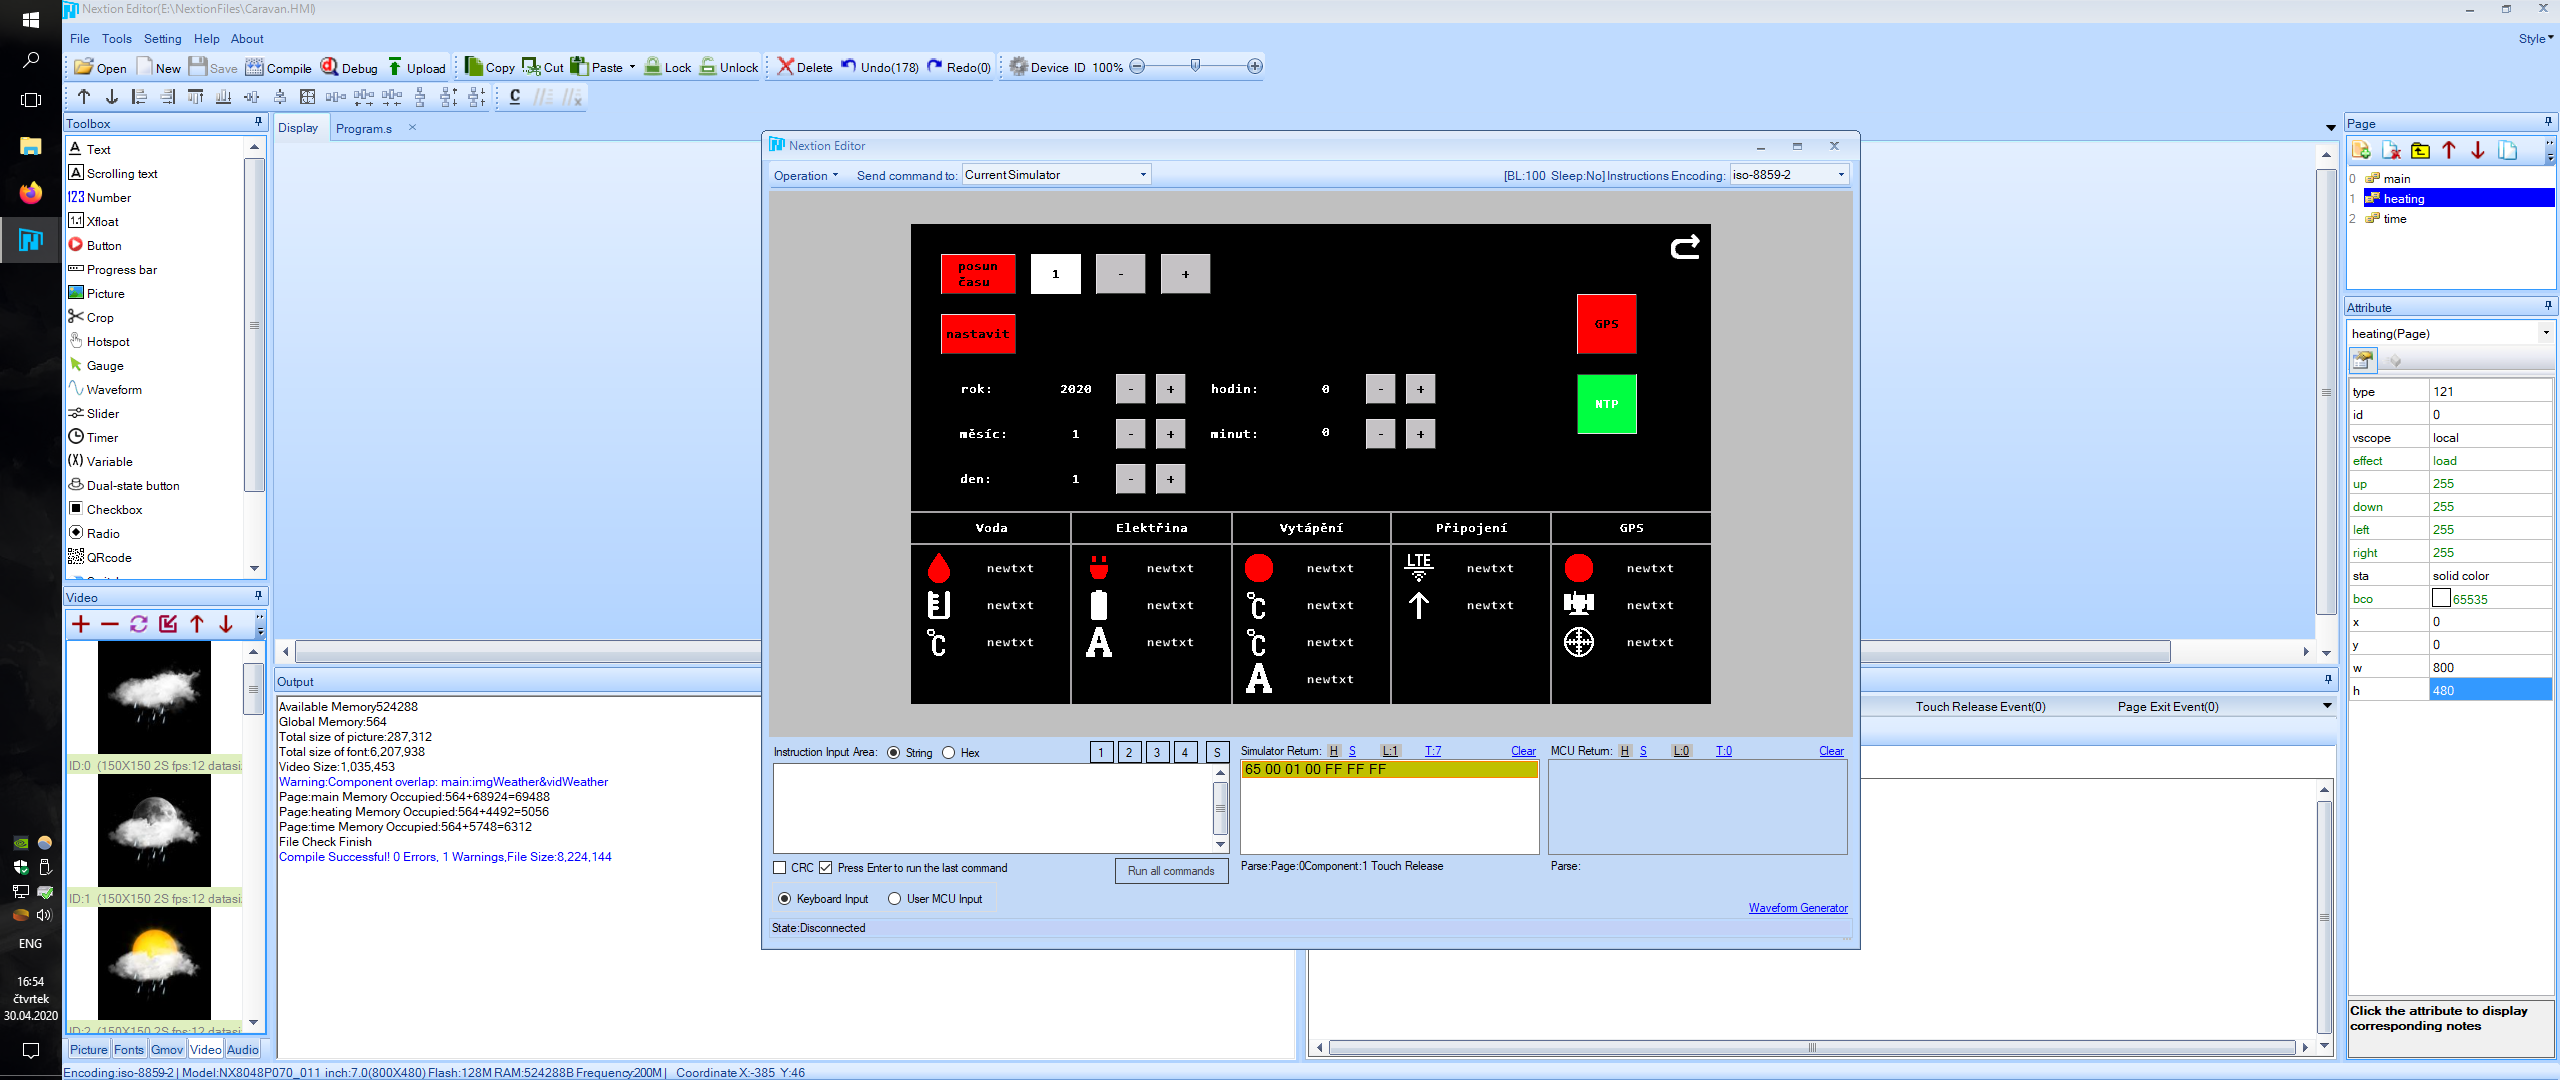 Nextion Editor(E:\NextionFiles\Caravan.HMI)
File Tools Setting Help About
Style
Open New Save Compile Debug Upload Copy Cut Paste Lock Unlock Delete Undo(178) Redo(0) Device ID 100%
Toolbox
Text
Scrolling text
Number
Xfloat
Button
Progress bar
Picture
Crop
Hotspot
Gauge
Waveform
Slider
Timer
Variable
Dual-state button
Checkbox
Radio
QRcode
Video
ID:0 (150X150 2S fps:12 datasi
ID:1 (150X150 2S fps:12 datasi
ID:2 (150X150 2S fps:12 datasi
Picture Fonts Gmov Video Audio
Display Program.s
Output
Available Memory524288
Global Memory:564
Total size of picture:287,312
Total size of font:6,207,938
Video Size:1,035,453
Warning:Component overlap: main:imgWeather&vidWeather
Page:main Memory Occupied:564+68924=69488
Page:heating Memory Occupied:564+4492=5056
Page:time Memory Occupied:564+5748=6312
File Check Finish
Compile Successful! 0 Errors, 1 Warnings,File Size:8,224,144
Nextion Editor
Operation Send command to: Current Simulator [BL:100 Sleep:No] Instructions Encoding: iso-8859-2
posun
času
1 - +
nastavit
GPS
NTP
rok: 2020 - + hodin: 0 - +
měsíc: 1 - + minut: 0 - +
den: 1 - +
Voda Elektřina Vytápění Připojení GPS
newtxt newtxt newtxt LTE newtxt newtxt
newtxt newtxt °C newtxt newtxt newtxt
°C newtxt A newtxt °C newtxt newtxt
A newtxt
Instruction Input Area: String Hex 1 2 3 4 S
Simulator Return: H S L:1 T:7 Clear
MCU Return: H S L:0 T:0 Clear
65 00 01 00 FF FF FF
CRC Press Enter to run the last command Run all commands
Parse:Page:0Component:1 Touch Release
Parse:
Keyboard Input User MCU Input
Waveform Generator
State:Disconnected
Touch Release Event(0) Page Exit Event(0)
Page
0 main
1 heating
2 time
Attribute
heating(Page)
type 121
id 0
vscope local
effect load
up 255
down 255
left 255
right 255
sta solid color
bco 65535
x 0
y 0
w 800
h 480
Click the attribute to display
corresponding notes
ENG
16:54
čtvrtek
30.04.2020
Encoding:iso-8859-2 | Model:NX8048P070_011 inch:7.0(800X480) Flash:128M RAM:524288B Frequency200M | Coordinate X:-385 Y:46